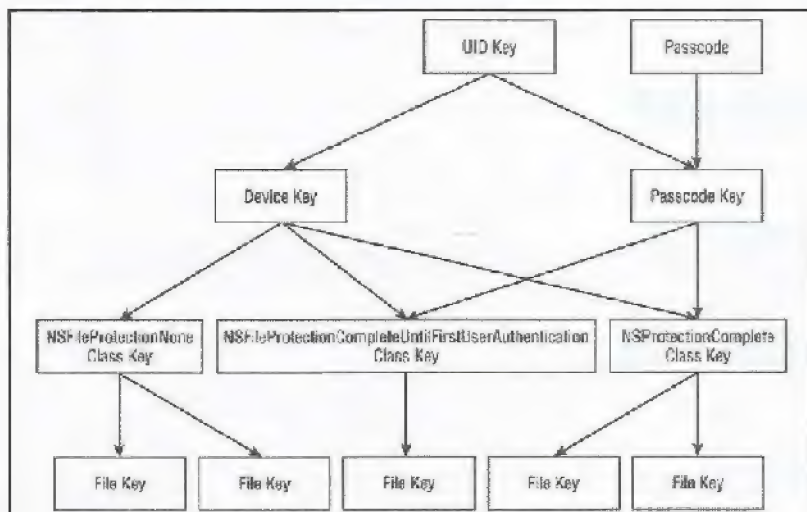 UID Key
Passcode
Device Key
Passcode Key
NSFileProtectionNone
Class Key
NSFileProtectionCompleteUntilFirstUserAuthentication
Class Key
NSProtectionComplete
Class Key
File Key
File Key
File Key
File Key
File Key